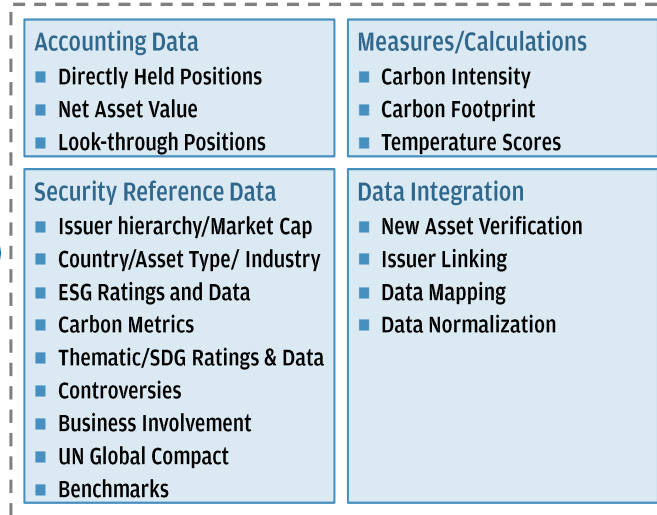 Accounting Data
■ Directly Held Positions
■ Net Asset Value
■ Look-through Positions
Measures/Calculations
■ Carbon Intensity
■ Carbon Footprint
■ Temperature Scores
Security Reference Data
■ Issuer hierarchy/Market Cap
■ Country/Asset Type/ Industry
■ ESG Ratings and Data
■ Carbon Metrics
■ Thematic/SDG Ratings & Data
■ Controversies
■ Business Involvement
■ UN Global Compact
■ Benchmarks
Data Integration
■ New Asset Verification
■ Issuer Linking
■ Data Mapping
■ Data Normalization